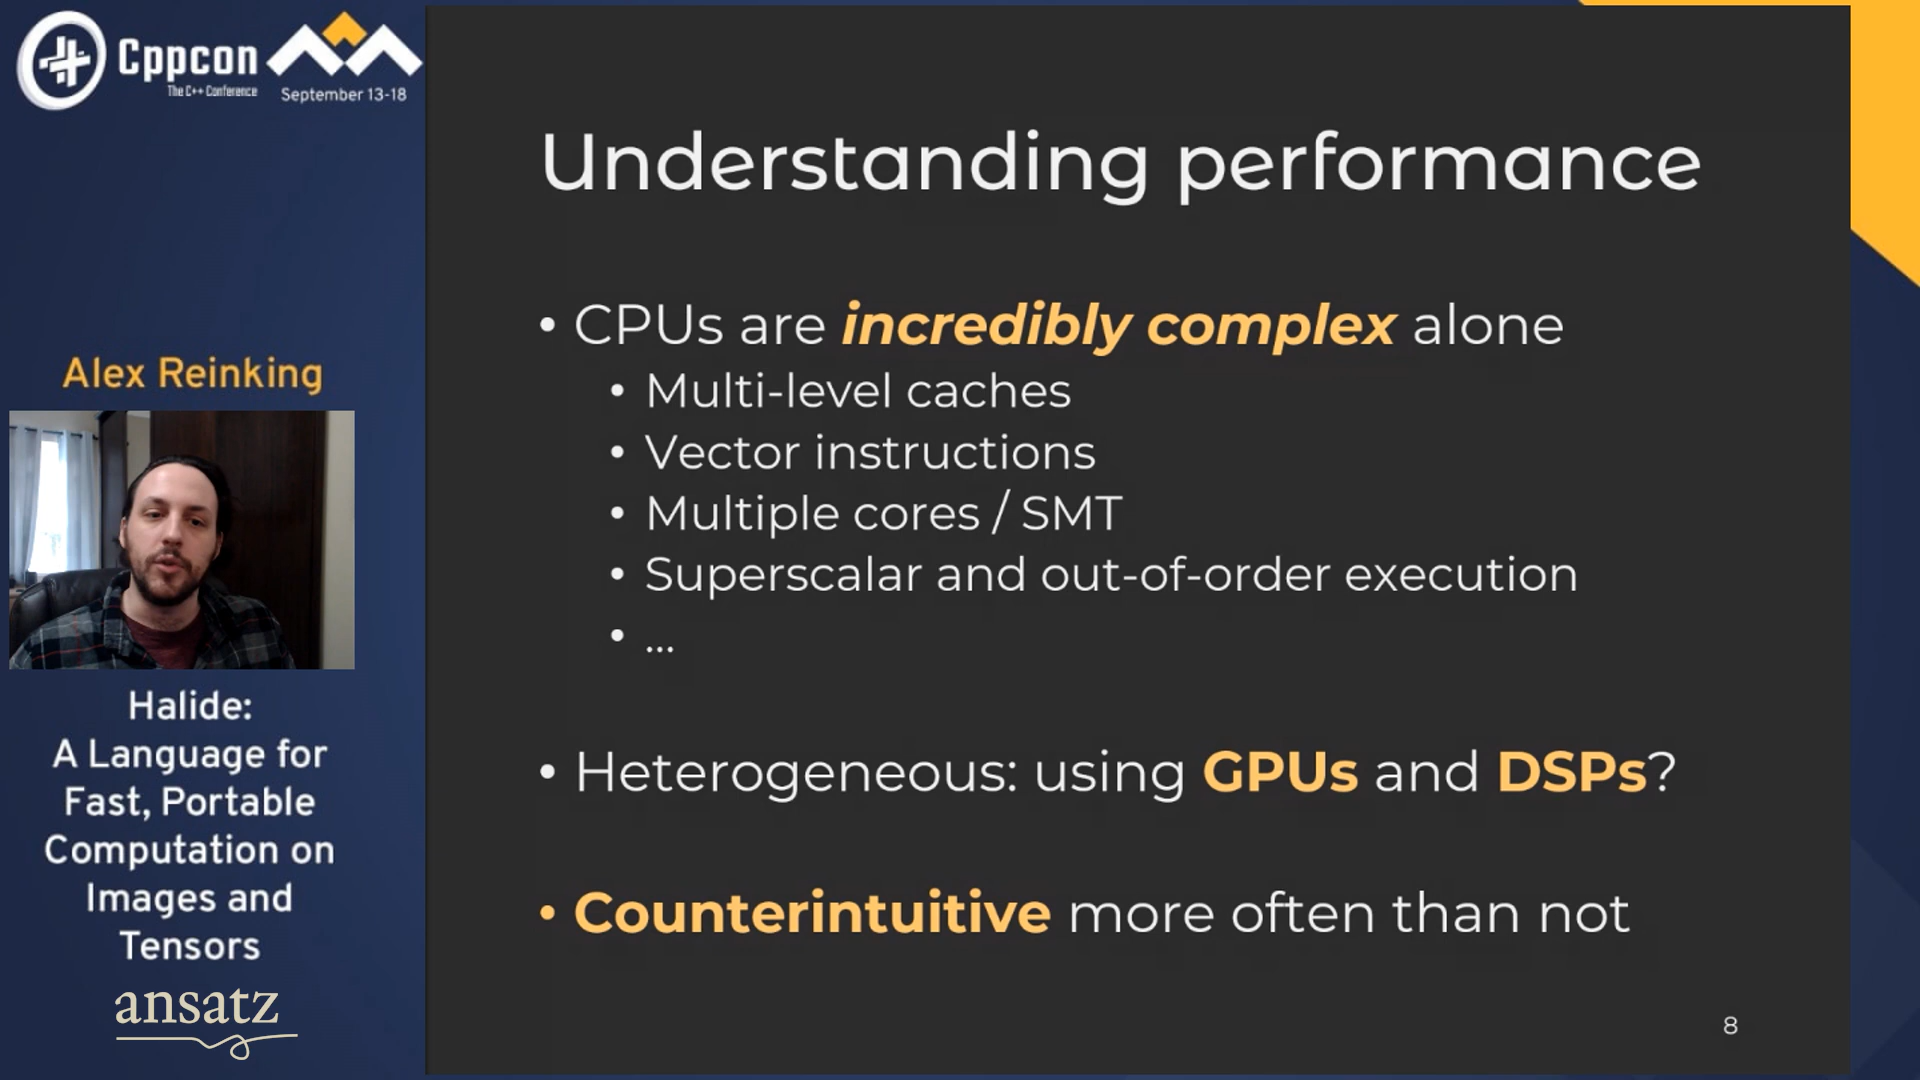 Cppcon
The C++ Conference
September 13-18
Alex Reinking
Halide:
A Language for
Fast, Portable
Computation on
Images and
Tensors
ansatz
Understanding performance
• CPUs are incredibly complex alone
• Multi-level caches
• Vector instructions
• Multiple cores / SMT
• Superscalar and out-of-order execution
• ...
• Heterogeneous: using GPUs and DSPs?
• Counterintuitive more often than not
8